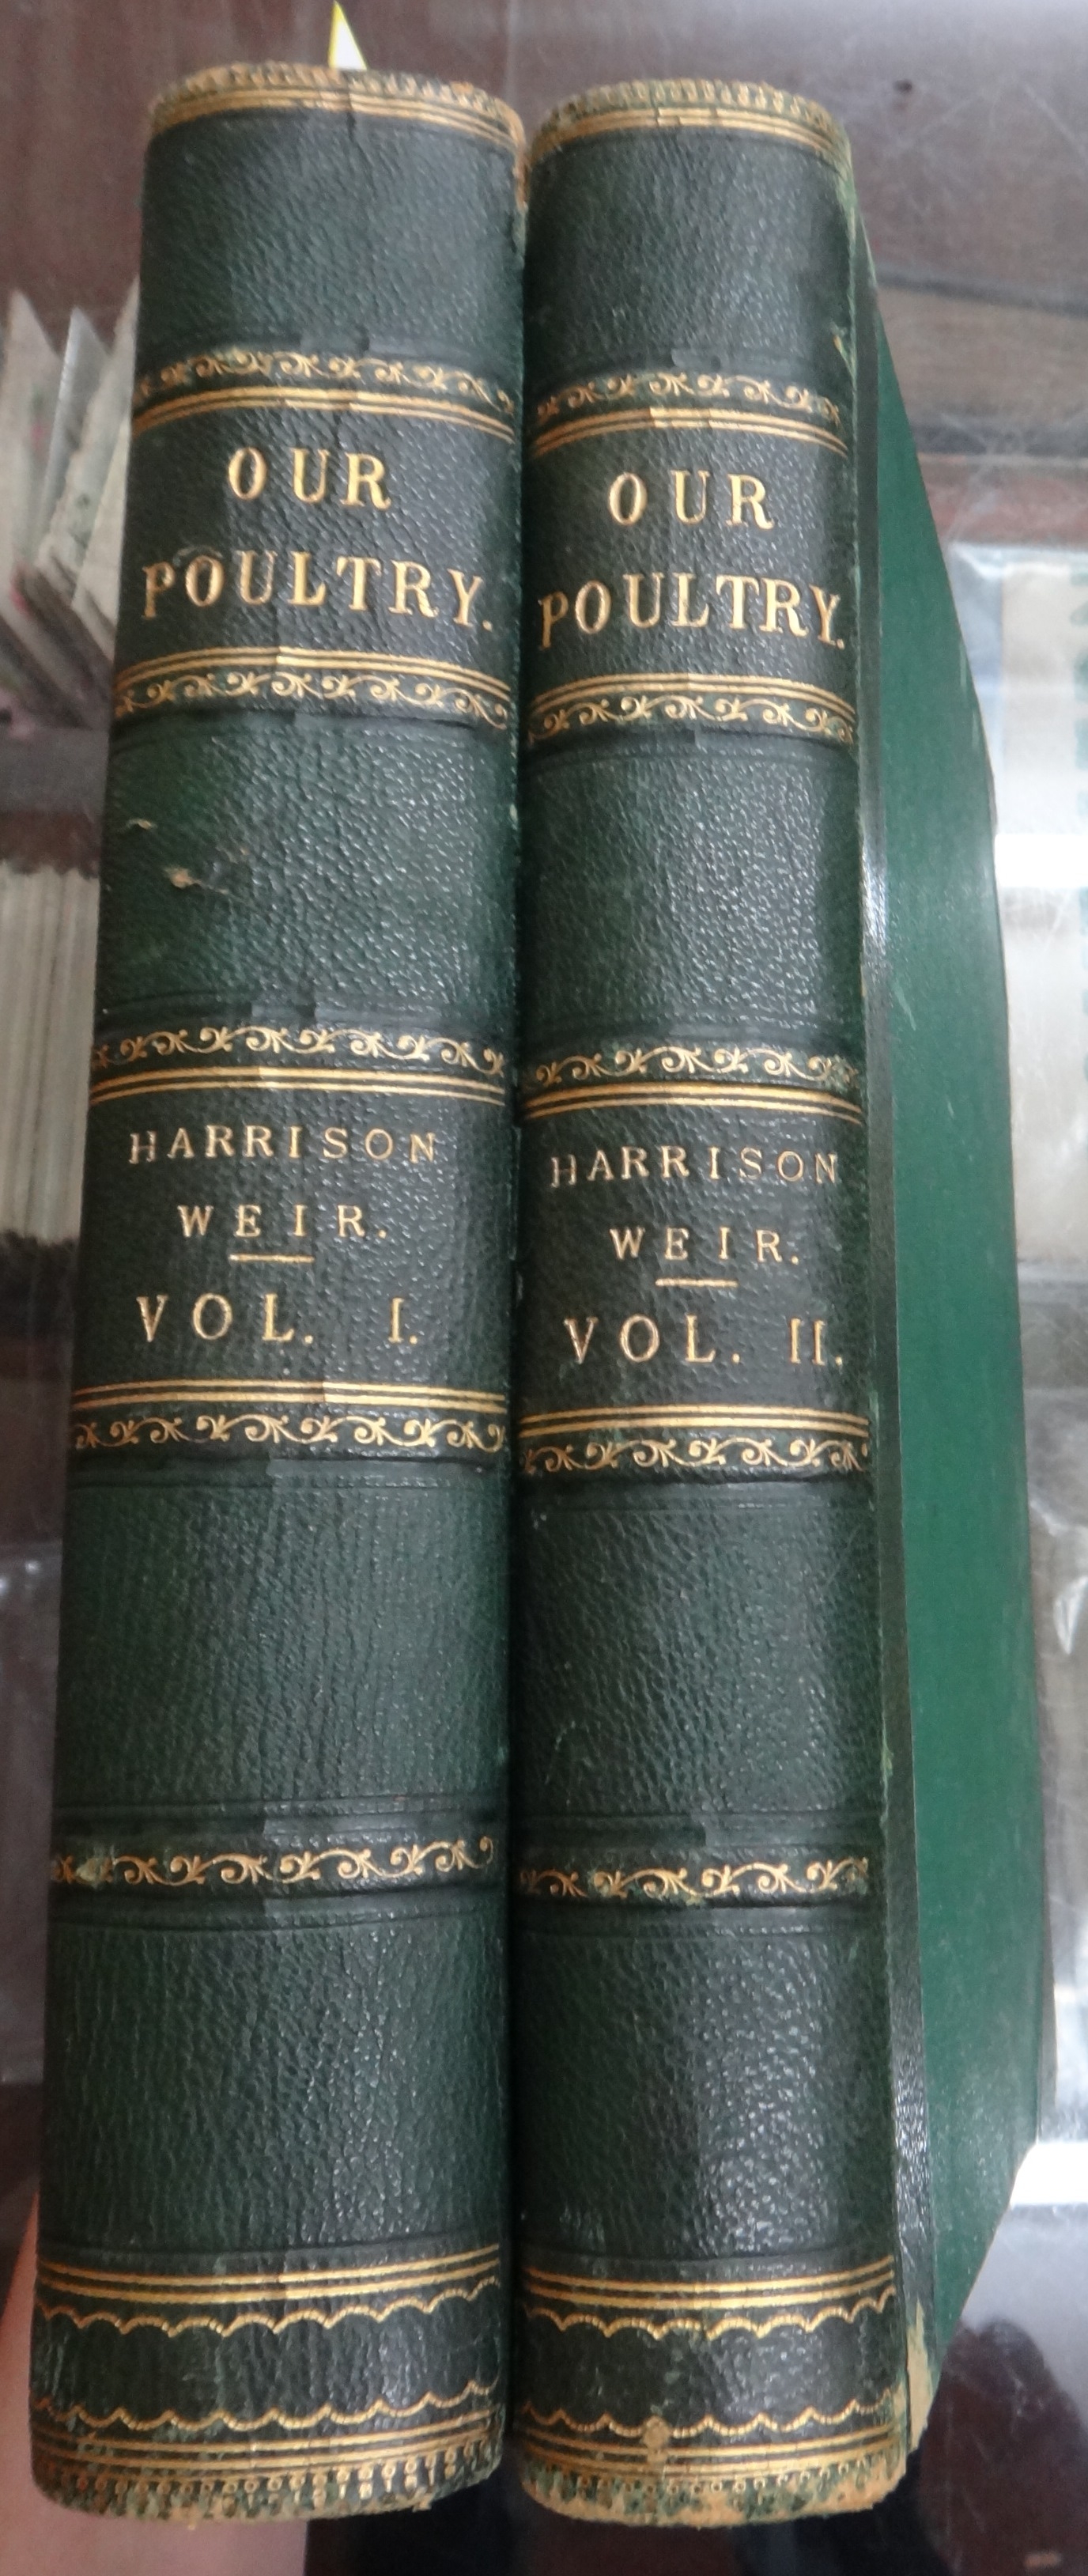 OUR
POULTRY.
HARRISON
WEIR.
VOL. I.
OUR
POULTRY.
HARRISON
WEIR.
VOL. II.